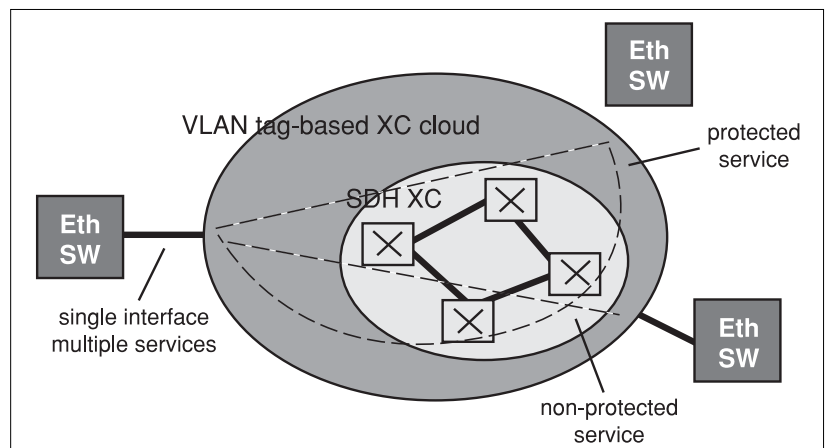 Eth
SW
VLAN tag-based XC cloud
protected
service
SDH XC
Eth
SW
single interface
multiple services
Eth
SW
non-protected
service